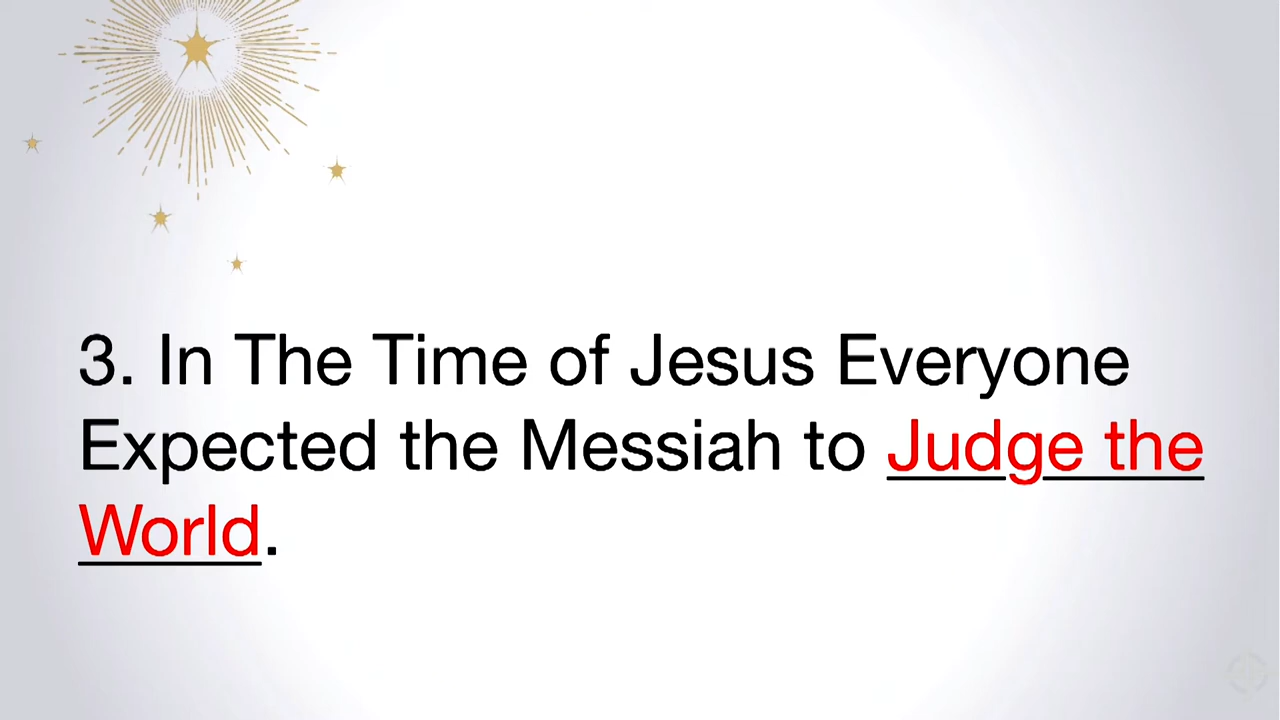 3. In The Time of Jesus Everyone
Expected the Messiah to Judge the
World.